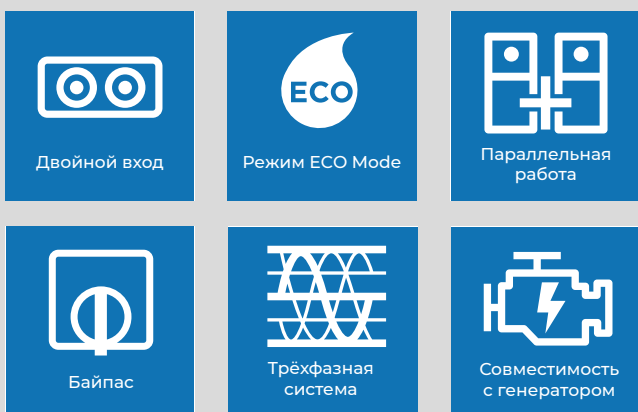 ECO
Двойной вход
Режим ECO Mode
Параллельная
работа
Байпас
Трёхфазная
система
Совместимость
с генератором